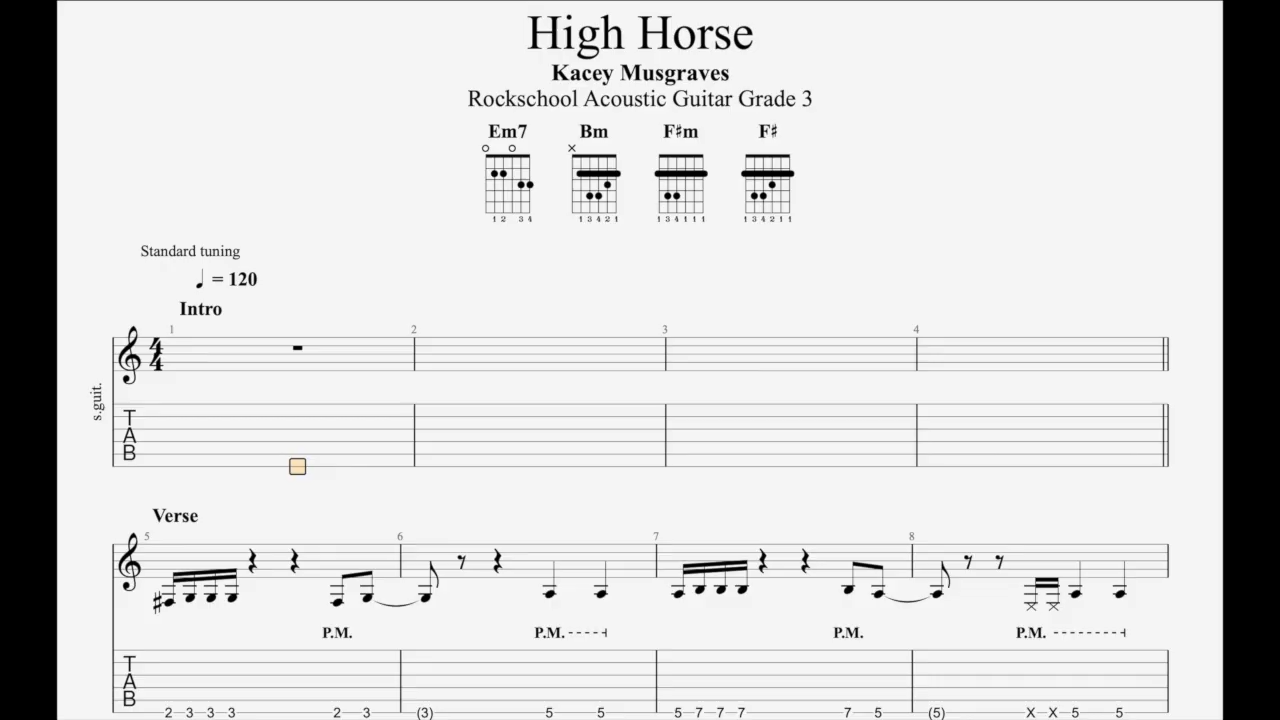 High Horse
Kacey Musgraves
Rockschool Acoustic Guitar Grade 3
Em7 Bm F♯m F♯
o o × 
1 2 3 4 1 3 4 2 1 1 3 4 1 1 1 1 3 4 2 1 1
Standard tuning
♩ = 120
Intro
1 2 3 4
4
4
s.guit.
T
A
B
Verse
5 6 7 8
P.M. P.M. P.M. P.M.
T
A
B
2 3 3 3 2 3 (3) 5 5 5 7 7 7 7 5 (5) X X 5 5